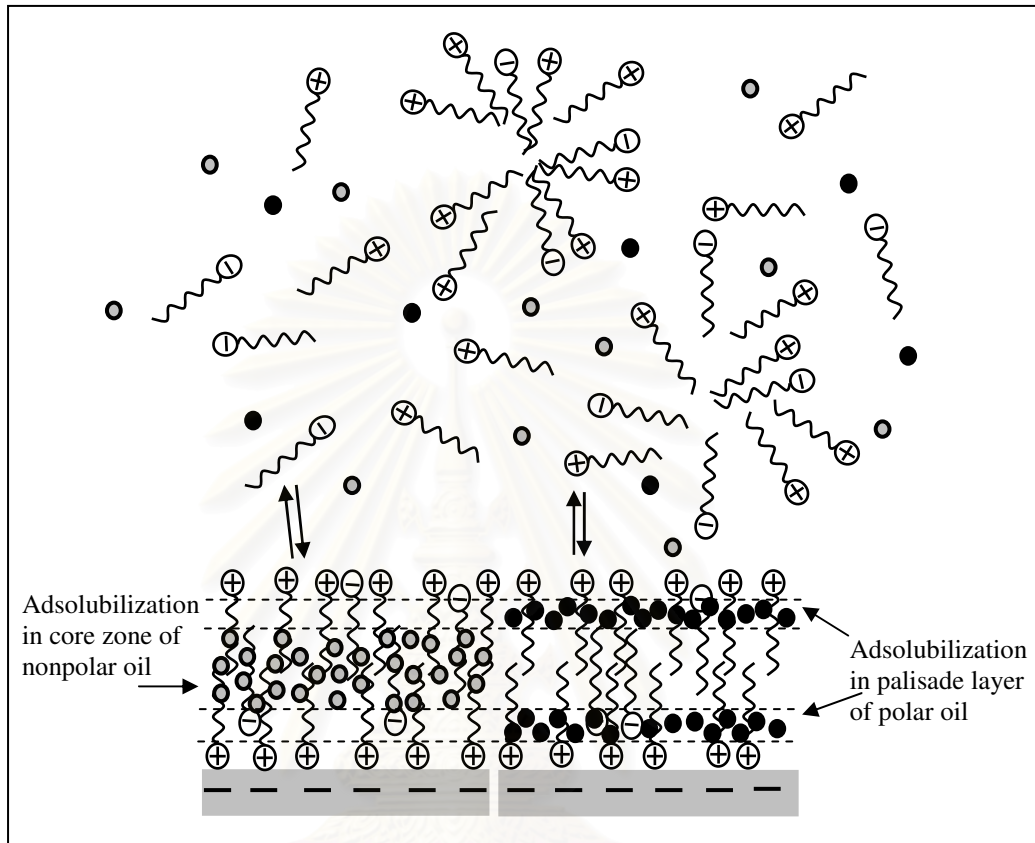 Adsolubilization
in core zone of
nonpolar oil
Adsolubilization
in palisade layer
of polar oil